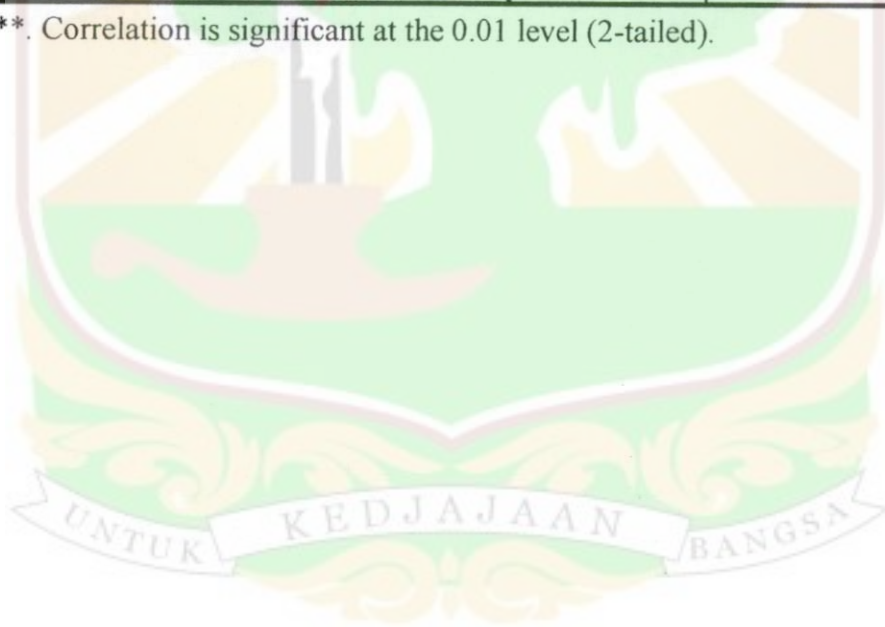 **. Correlation is significant at the 0.01 level (2-tailed).
UNTUK KEDJAJAAN BANGSA